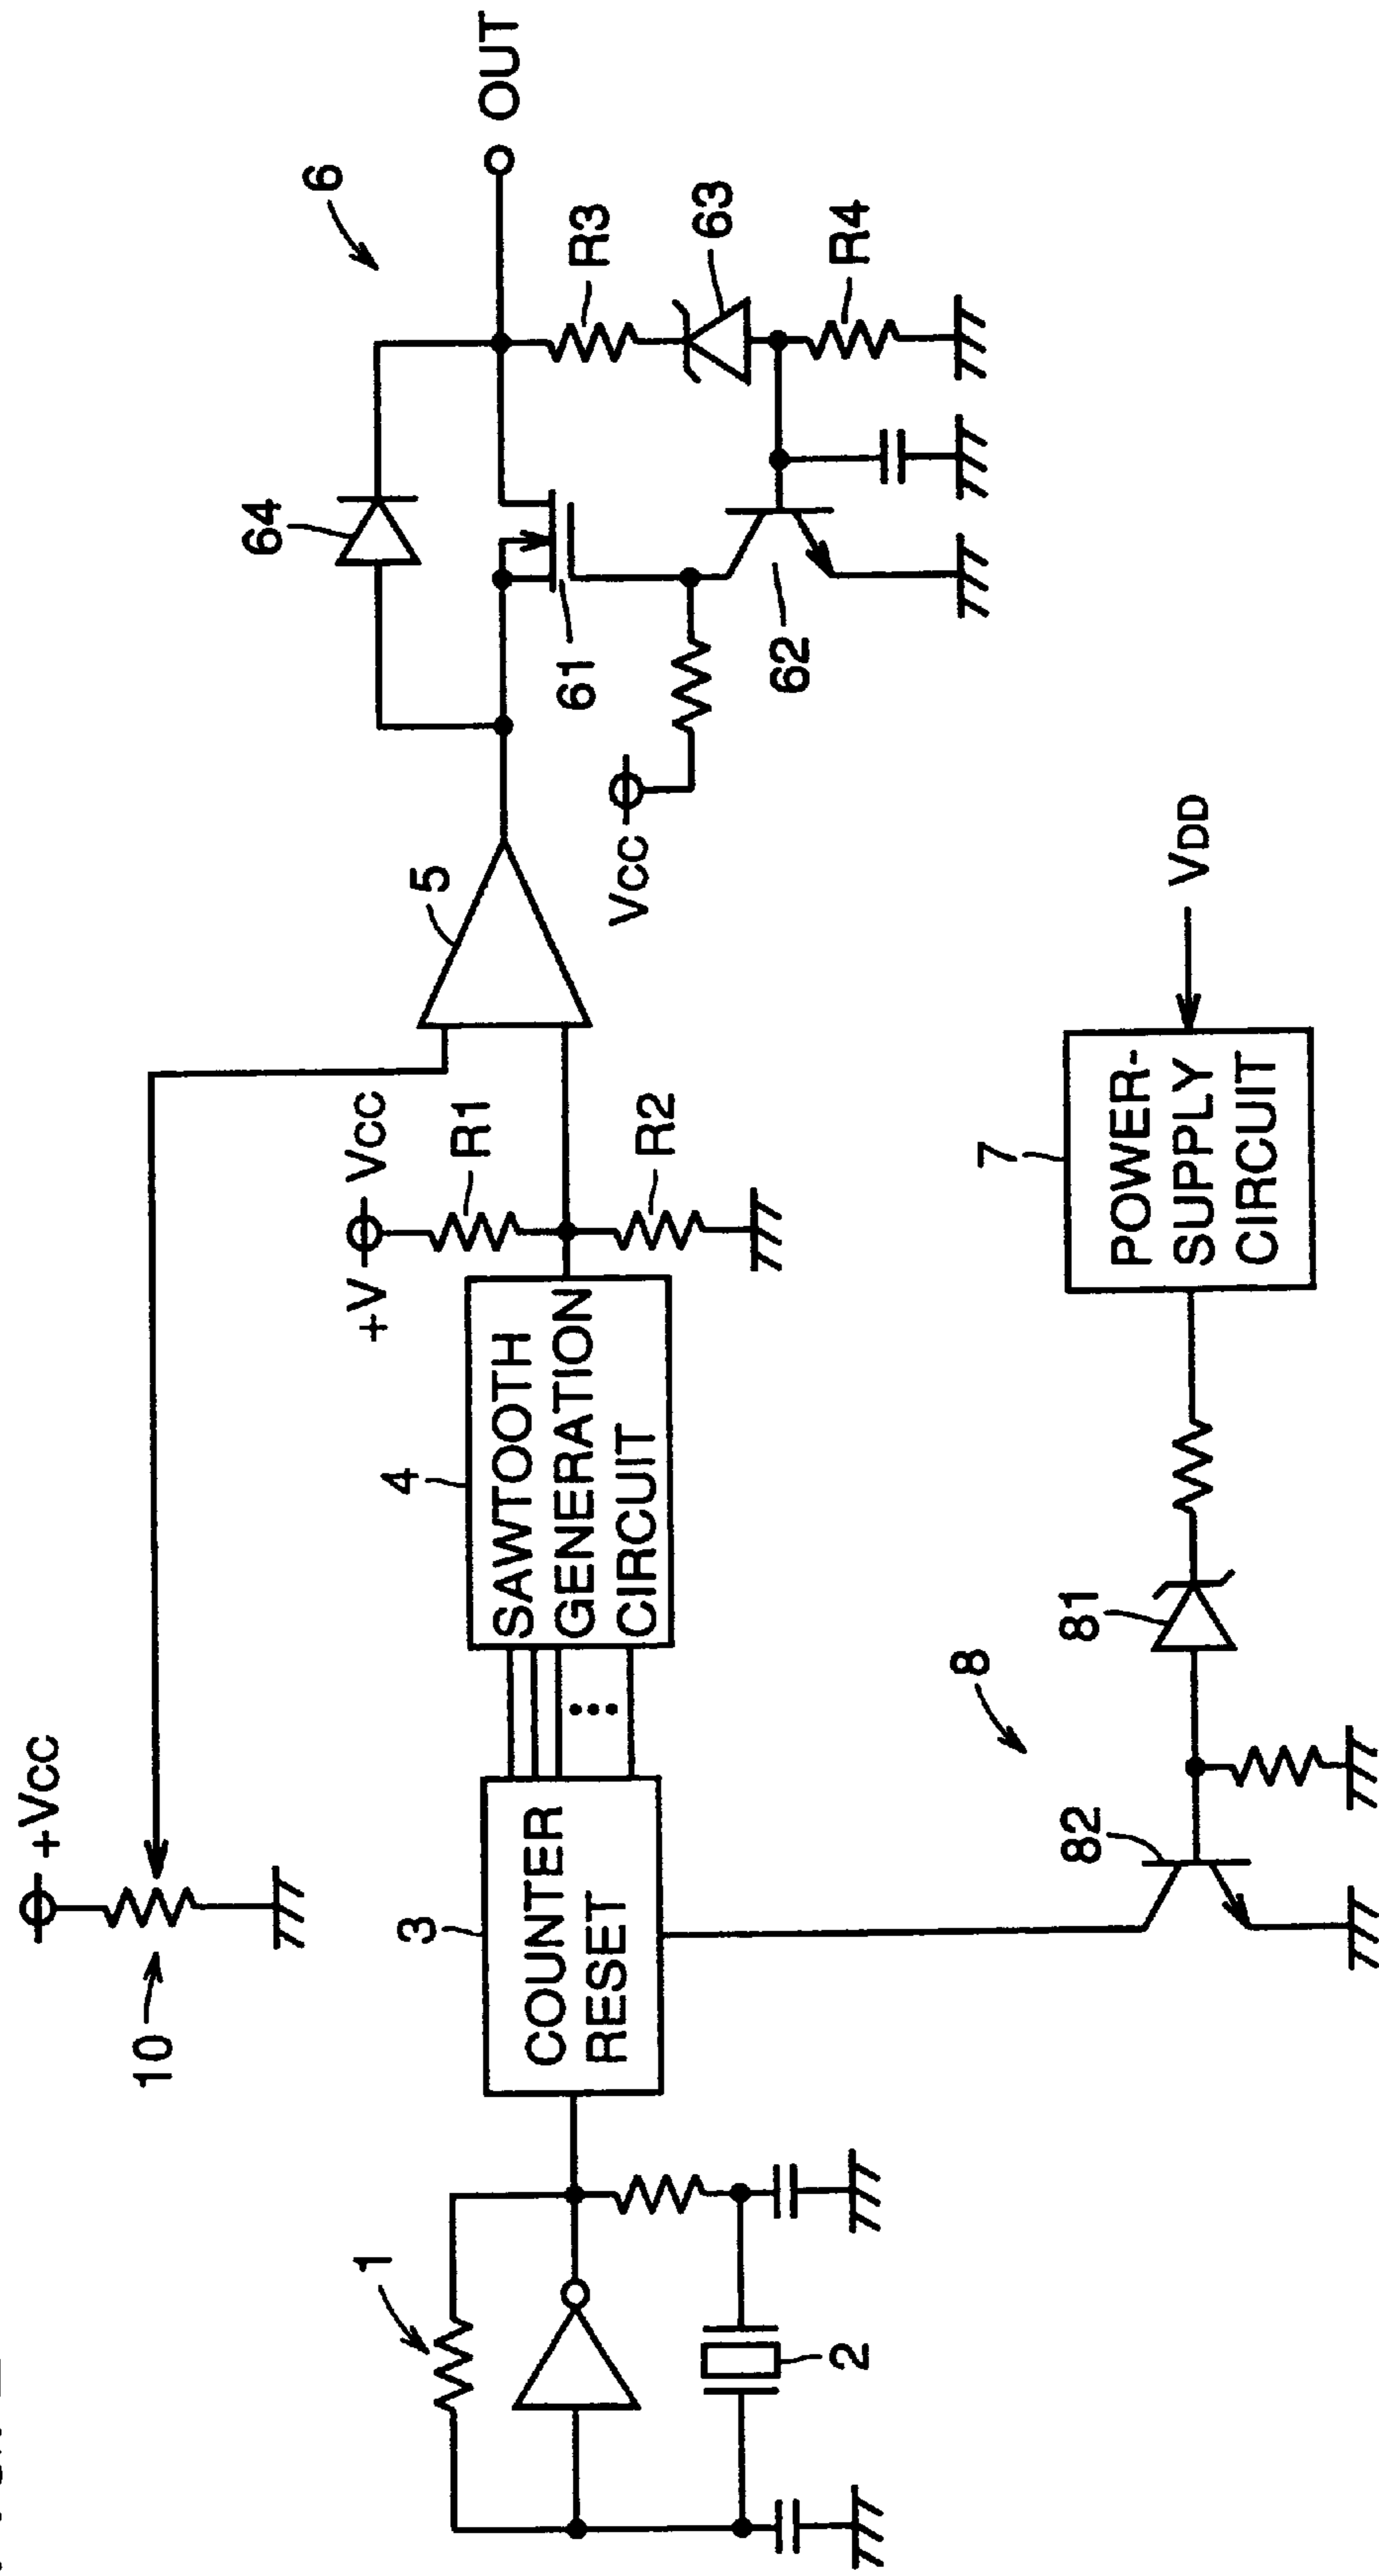 +VCC
10
1
2
3
COUNTER
RESET
4
SAWTOOTH
GENERATION
CIRCUIT
+V
VCC
R1
R2
5
VCC
64
61
62
6
OUT
R3
63
R4
8
82
81
7
POWER-
SUPPLY
CIRCUIT
VDD